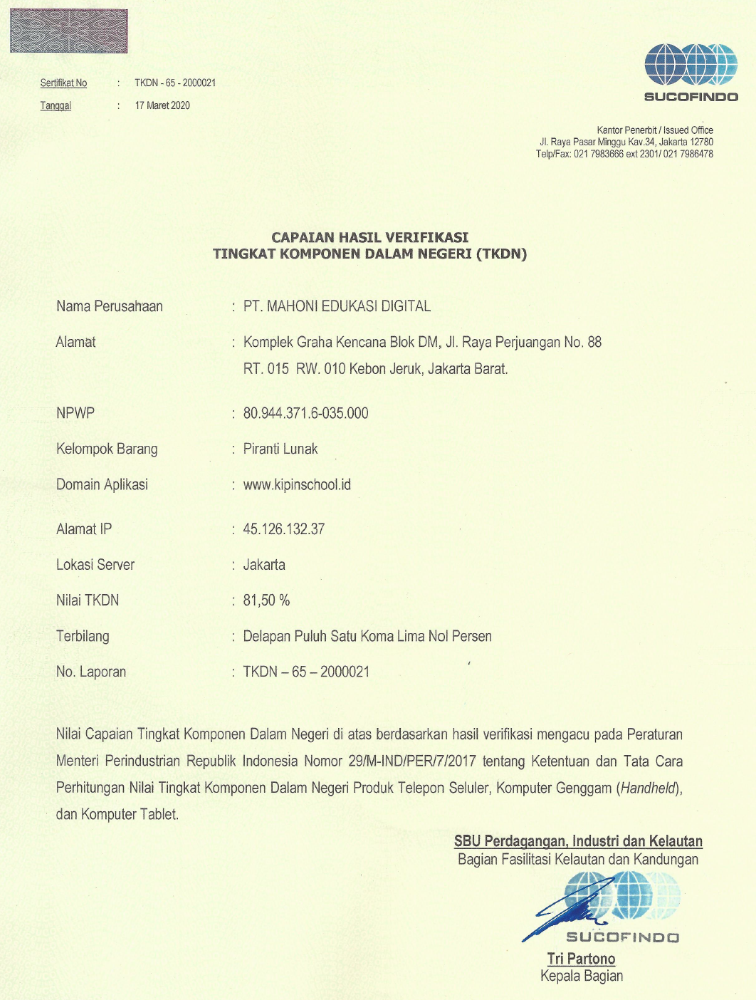 Sertifikat No : TKDN - 65 - 2000021
Tanggal : 17 Maret 2020
SUCOFINDO
Kantor Penerbit / Issued Office
Jl. Raya Pasar Minggu Kav.34, Jakarta 12780
Telp/Fax: 021 7983666 ext 2301/ 021 7986478
CAPAIAN HASIL VERIFIKASI
TINGKAT KOMPONEN DALAM NEGERI (TKDN)
Nama Perusahaan : PT. MAHONI EDUKASI DIGITAL
Alamat : Komplek Graha Kencana Blok DM, Jl. Raya Perjuangan No. 88
RT. 015 RW. 010 Kebon Jeruk, Jakarta Barat.
NPWP : 80.944.371.6-035.000
Kelompok Barang : Piranti Lunak
Domain Aplikasi : www.kipinschool.id
Alamat IP : 45.126.132.37
Lokasi Server : Jakarta
Nilai TKDN : 81,50 %
Terbilang : Delapan Puluh Satu Koma Lima Nol Persen
No. Laporan : TKDN – 65 – 2000021
Nilai Capaian Tingkat Komponen Dalam Negeri di atas berdasarkan hasil verifikasi mengacu pada Peraturan
Menteri Perindustrian Republik Indonesia Nomor 29/M-IND/PER/7/2017 tentang Ketentuan dan Tata Cara
Perhitungan Nilai Tingkat Komponen Dalam Negeri Produk Telepon Seluler, Komputer Genggam (Handheld),
dan Komputer Tablet.
SBU Perdagangan, Industri dan Kelautan
Bagian Fasilitasi Kelautan dan Kandungan
SUCOFINDO
Tri Partono
Kepala Bagian